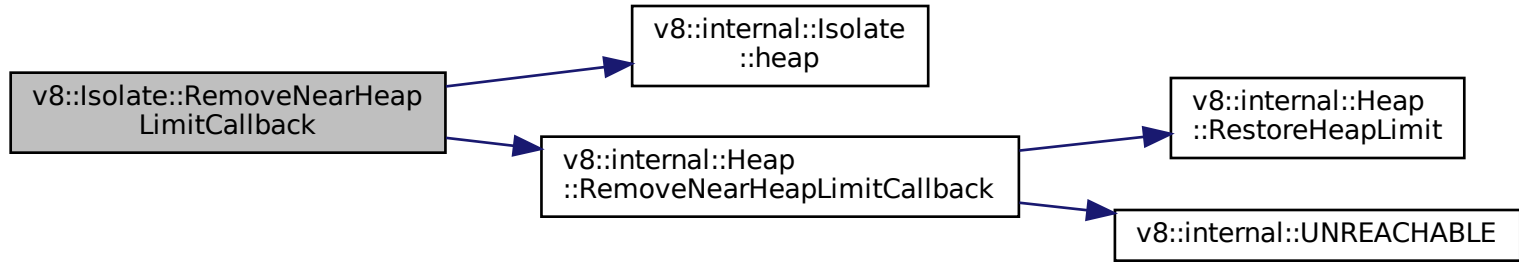 v8::Isolate::RemoveNearHeap
LimitCallback
v8::internal::Isolate
::heap
v8::internal::Heap
::RemoveNearHeapLimitCallback
v8::internal::Heap
::RestoreHeapLimit
v8::internal::UNREACHABLE